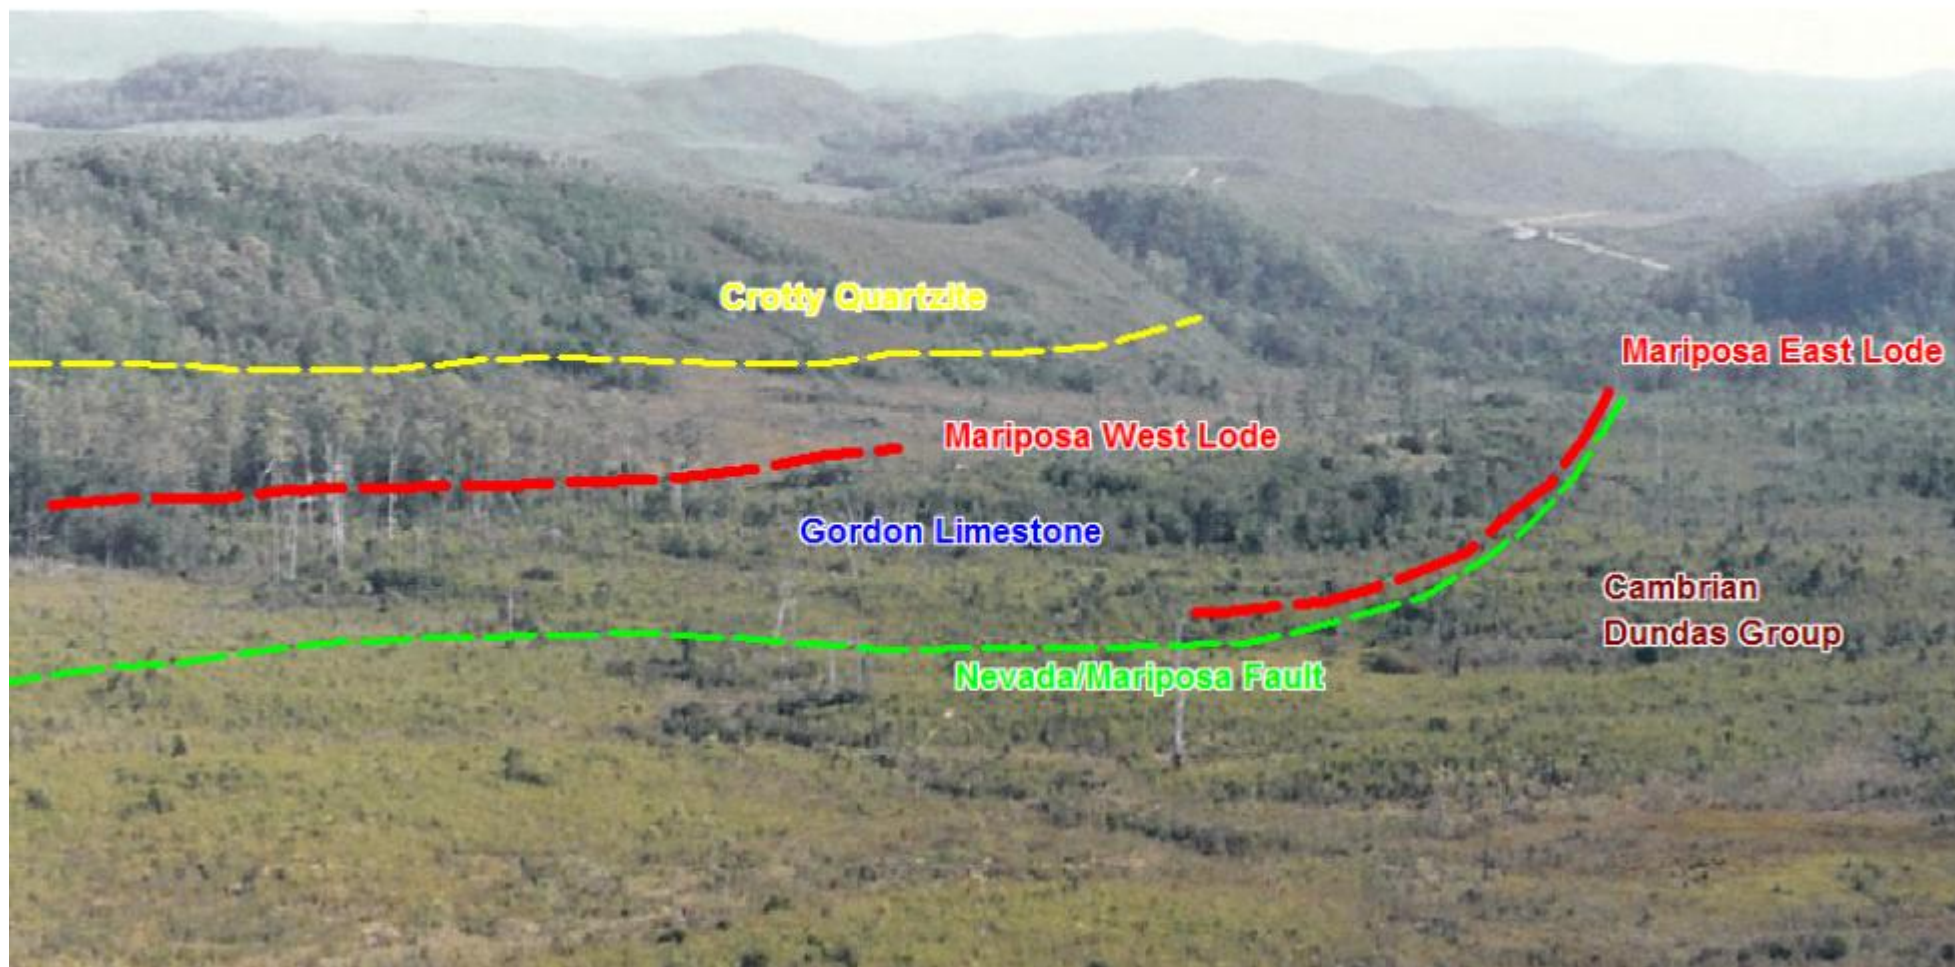 Crotty Quartzite
Mariposa East Lode
Mariposa West Lode
Gordon Limestone
Cambrian
Dundas Group
Nevada/Mariposa Fault